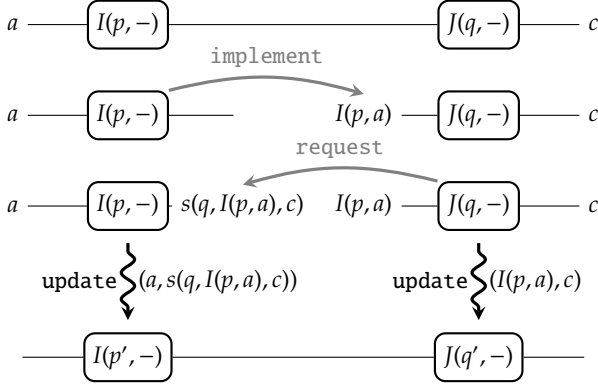 a I(p, −) J(q, −) c
implement
a I(p, −) I(p, a) J(q, −) c
request
a I(p, −) s(q, I(p, a), c) I(p, a) J(q, −) c
update (a, s(q, I(p, a), c)) update (I(p, a), c)
I(p′, −) J(q′, −)